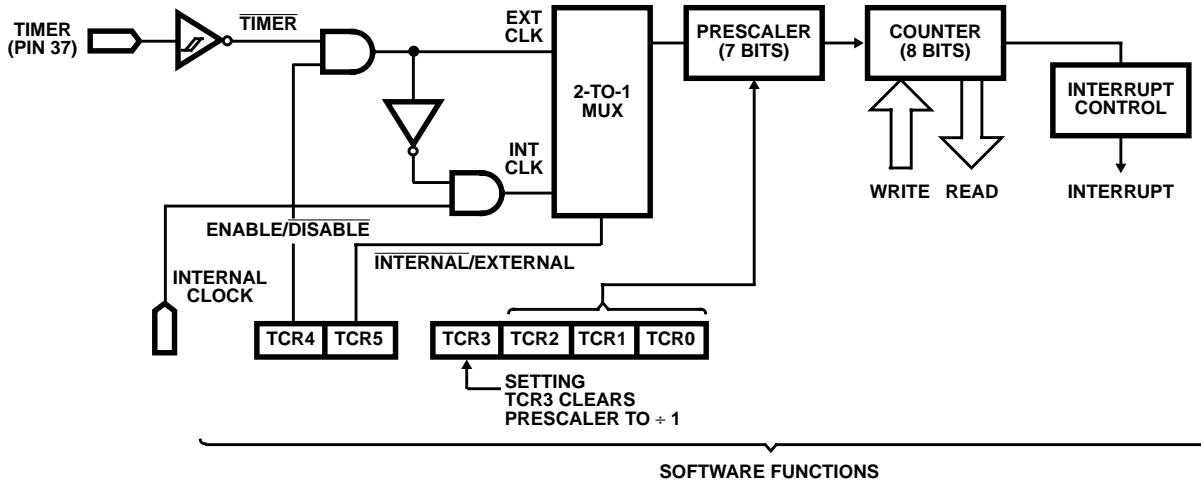 TIMER
(PIN 37)
TIMER
EXT
CLK
2-TO-1
MUX
PRESCALER
(7 BITS)
COUNTER
(8 BITS)
INTERRUPT
CONTROL
INT
CLK
WRITE READ
INTERRUPT
ENABLE/DISABLE
INTERNAL/EXTERNAL
INTERNAL
CLOCK
TCR4 TCR5
TCR3 TCR2 TCR1 TCR0
SETTING
TCR3 CLEARS
PRESCALER TO ÷ 1
SOFTWARE FUNCTIONS